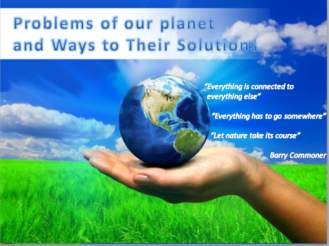 Problems of our planet
and Ways to Their Solution
"Everything is connected to
everything else"
"Everything has to go somewhere"
"Let nature take its course"
Barry Commoner